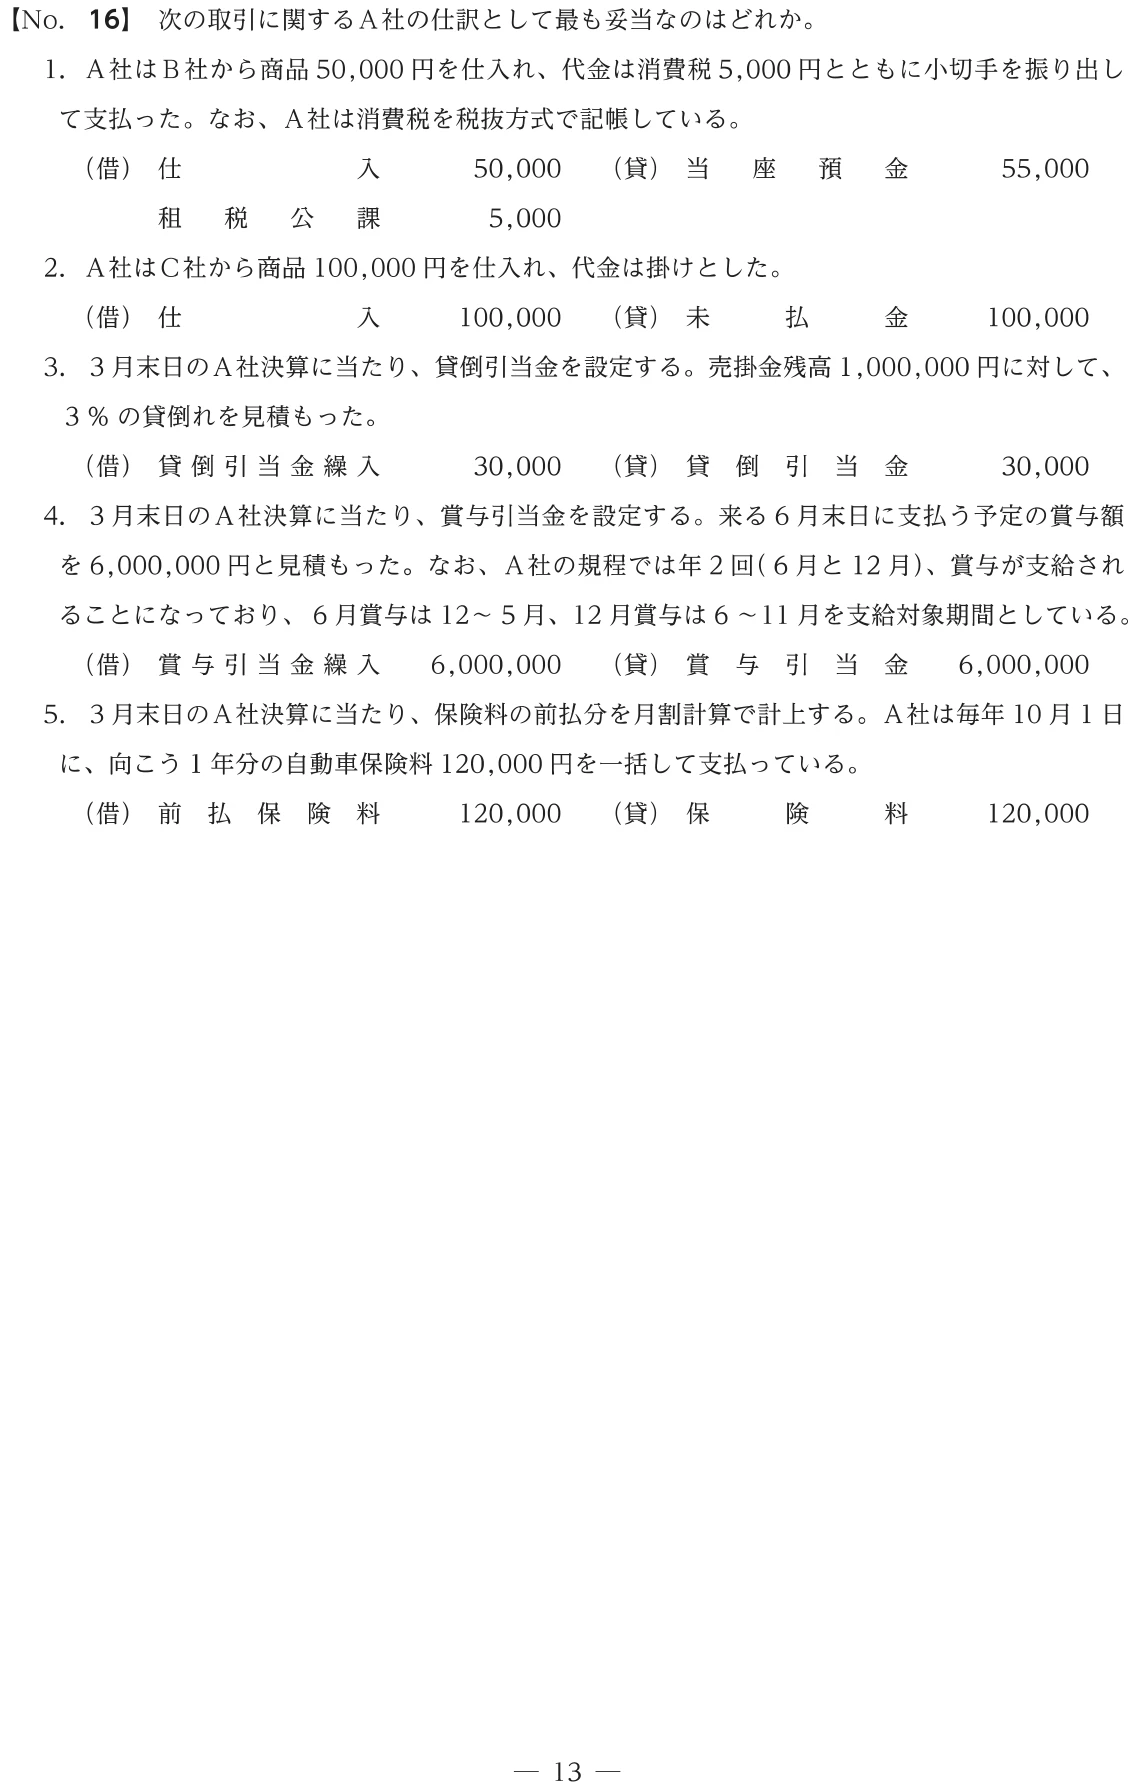 【No. 16】 次の取引に関するA社の仕訳として最も妥当なのはどれか。
1. A社はB社から商品50,000円を仕入れ、代金は消費税5,000円とともに小切手を振り出し
て支払った。なお、A社は消費税を税抜方式で記帳している。
(借) 仕入 50,000 (貸) 当座預金 55,000
租税公課 5,000
2. A社はC社から商品100,000円を仕入れ、代金は掛けとした。
(借) 仕入 100,000 (貸) 未払金 100,000
3. 3月末日のA社決算に当たり、貸倒引当金を設定する。売掛金残高1,000,000円に対して、
3%の貸倒れを見積もった。
(借) 貸倒引当金繰入 30,000 (貸) 貸倒引当金 30,000
4. 3月末日のA社決算に当たり、賞与引当金を設定する。来る6月末日に支払う予定の賞与額
を6,000,000円と見積もった。なお、A社の規程では年2回(6月と12月)、賞与が支給され
ることになっており、6月賞与は12~5月、12月賞与は6~11月を支給対象期間としている。
(借) 賞与引当金繰入 6,000,000 (貸) 賞与引当金 6,000,000
5. 3月末日のA社決算に当たり、保険料の前払分を月割計算で計上する。A社は毎年10月1日
に、向こう1年分の自動車保険料120,000円を一括して支払っている。
(借) 前払保険料 120,000 (貸) 保険料 120,000
― 13 ―